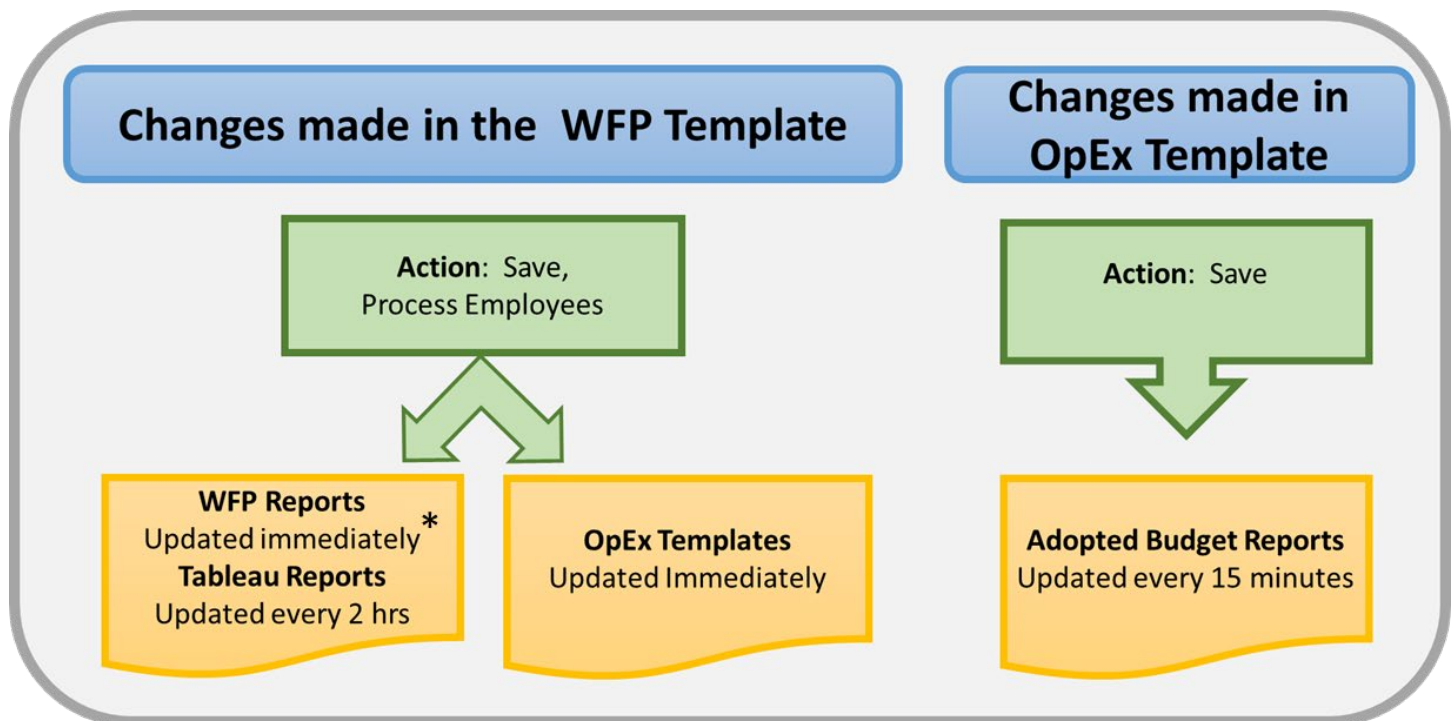 Changes made in the WFP Template
Changes made in
OpEx Template
Action: Save,
Process Employees
Action: Save
WFP Reports
Updated immediately*
Tableau Reports
Updated every 2 hrs
OpEx Templates
Updated Immediately
Adopted Budget Reports
Updated every 15 minutes